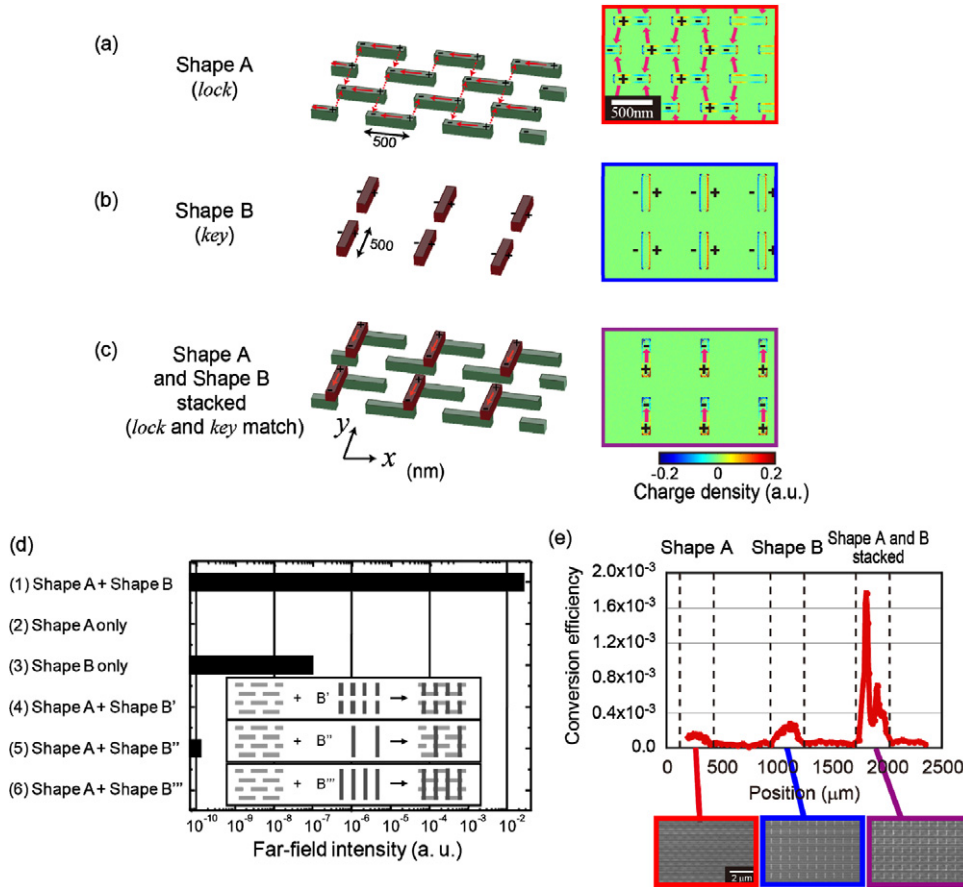 (a)
Shape A
(lock)
500
500nm
(b)
Shape B
(key)
500
(c)
Shape A
and Shape B
stacked
(lock and key match)
y
x
(nm)
-0.2 0 0.2
Charge density (a.u.)
(d)
(1) Shape A + Shape B
(2) Shape A only
(3) Shape B only
(4) Shape A + Shape B'
(5) Shape A + Shape B''
(6) Shape A + Shape B'''
+ B'
+ B''
+ B'''
10⁻¹⁰ 10⁻⁹ 10⁻⁸ 10⁻⁷ 10⁻⁶ 10⁻⁵ 10⁻⁴ 10⁻³ 10⁻²
Far-field intensity (a. u.)
(e)
Shape A Shape B Shape A and B
stacked
Conversion efficiency
2.0x10⁻³
1.6x10⁻³
1.2x10⁻³
0.8x10⁻³
0.4x10⁻³
0.0
0 500 1000 1500 2000 2500
Position (μm)
2 μm